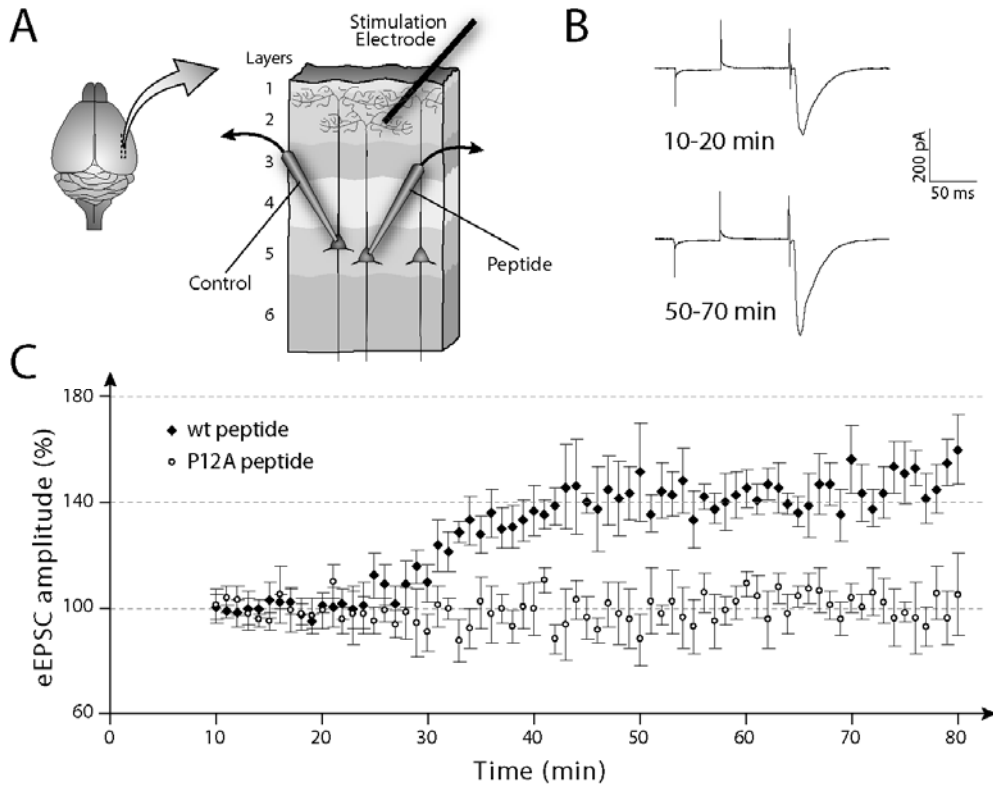 A
Stimulation
Electrode
Layers
1
2
3
4
5
6
Control
Peptide
B
10-20 min
200 pA
50 ms
50-70 min
C
eEPSC amplitude (%)
180
140
100
60
wt peptide
P12A peptide
0 10 20 30 40 50 60 70 80
Time (min)